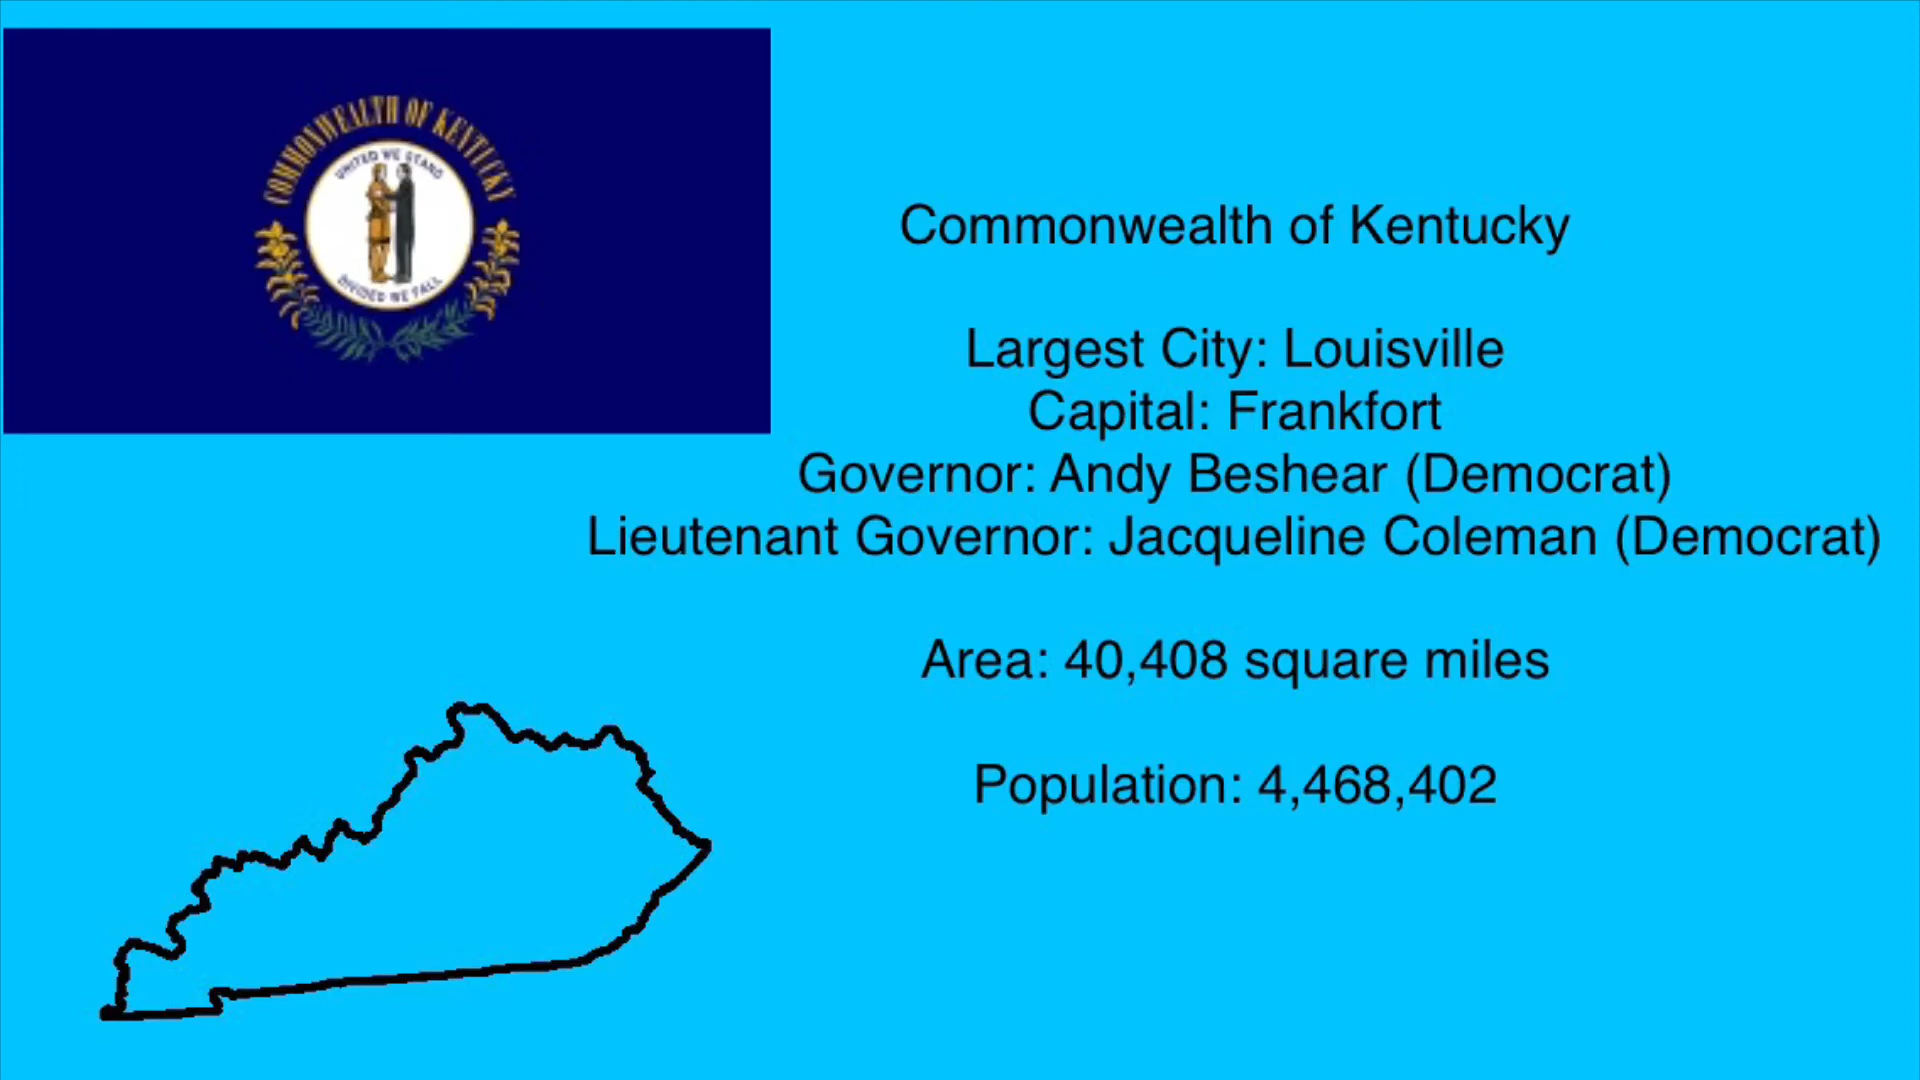 COMMONWEALTH OF KENTUCKY
UNITED WE STAND
DIVIDED WE FALL
Commonwealth of Kentucky
Largest City: Louisville
Capital: Frankfort
Governor: Andy Beshear (Democrat)
Lieutenant Governor: Jacqueline Coleman (Democrat)
Area: 40,408 square miles
Population: 4,468,402